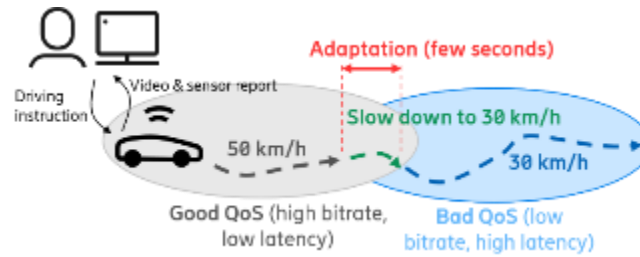 Adaptation (few seconds)
Video & sensor report
Driving
instruction
Slow down to 30 km/h
50 km/h
30 km/h
Good QoS (high bitrate,
low latency)
Bad QoS (low
bitrate, high latency)